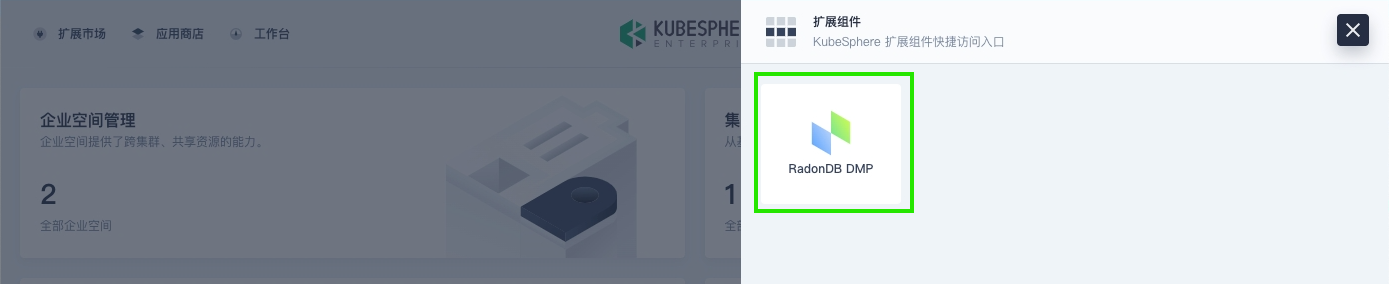 扩展市场
应用商店
工作台
KUBESPHE
ENTERPRI
企业空间管理
企业空间提供了跨集群、共享资源的能力。
2
全部企业空间
集
从
1
全
扩展组件
KubeSphere 扩展组件快捷访问入口
RadonDB DMP